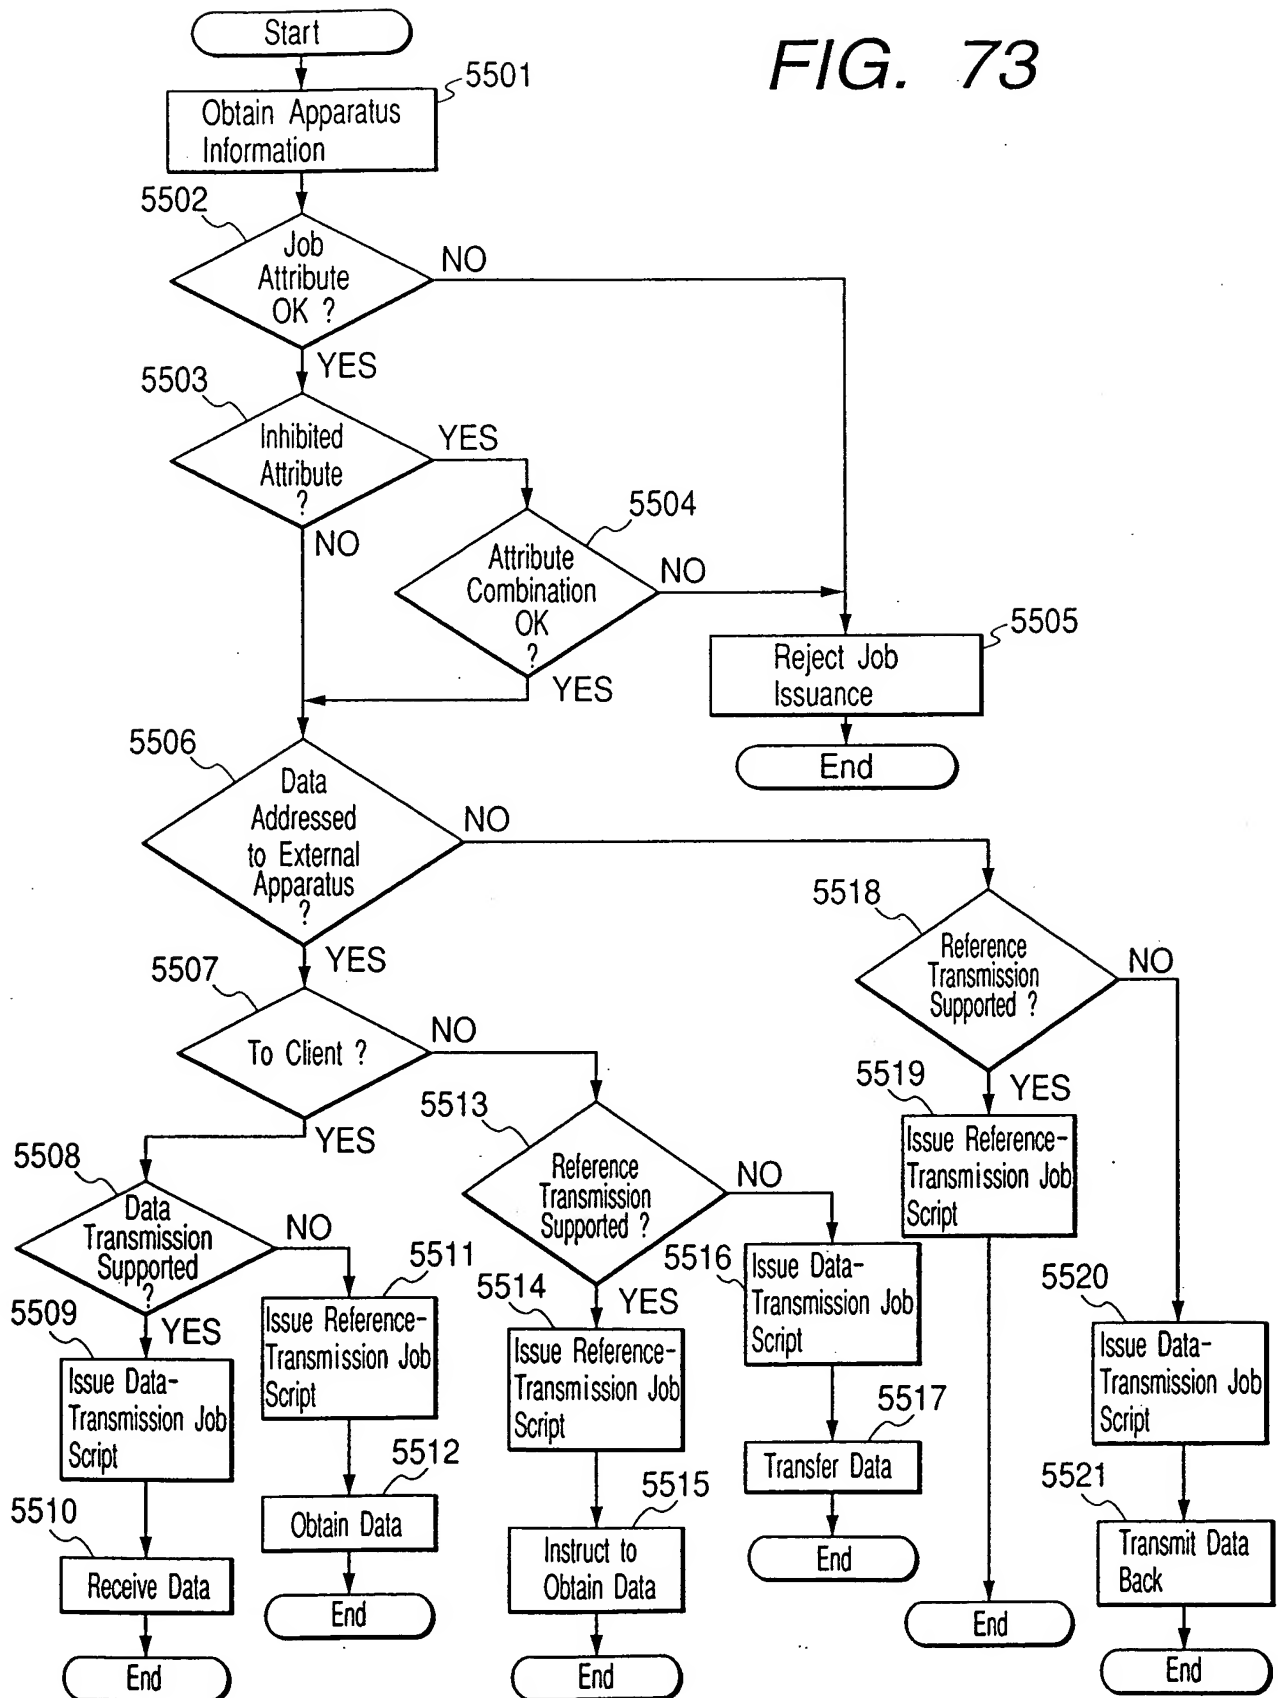 FIG. 73
Start
5501
Obtain Apparatus
Information
5502
Job
Attribute
OK ?
NO
YES
5503
Inhibited
Attribute
?
YES
NO
5504
Attribute
Combination
OK
?
NO
YES
5505
Reject Job
Issuance
End
5506
Data
Addressed
to External
Apparatus
?
NO
YES
5507
To Client ?
NO
YES
5508
Data
Transmission
Supported
?
NO
YES
5509
Issue Data-
Transmission Job
Script
5510
Receive Data
End
5511
Issue Reference-
Transmission Job
Script
5512
Obtain Data
End
5513
Reference
Transmission
Supported ?
NO
YES
5514
Issue Reference-
Transmission Job
Script
5515
Instruct to
Obtain Data
End
5516
Issue Data-
Transmission Job
Script
5517
Transfer Data
End
5518
Reference
Transmission
Supported ?
NO
YES
5519
Issue Reference-
Transmission Job
Script
End
5520
Issue Data-
Transmission Job
Script
5521
Transmit Data
Back
End